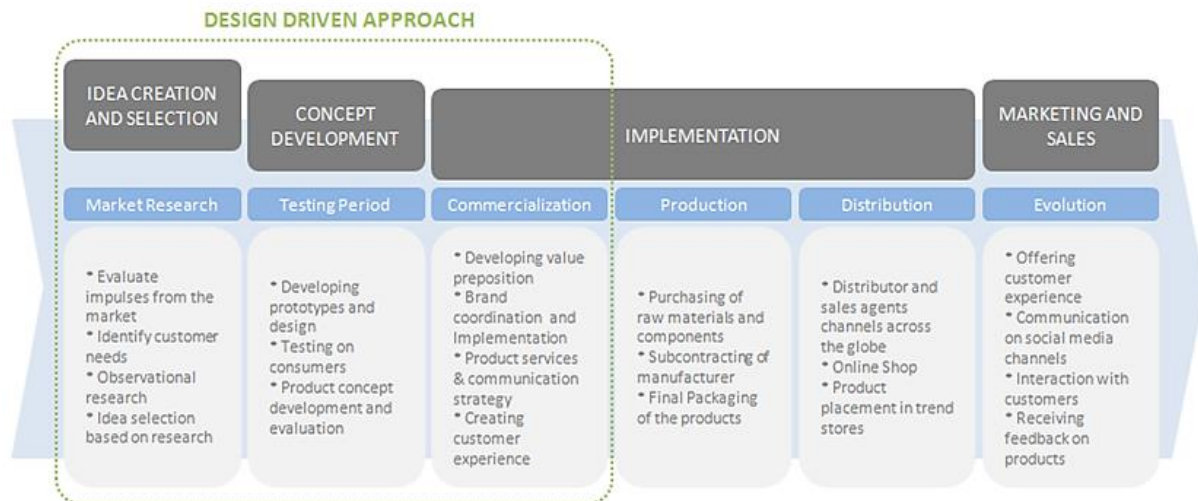 DESIGN DRIVEN APPROACH
IDEA CREATION
AND SELECTION
CONCEPT
DEVELOPMENT
IMPLEMENTATION
MARKETING AND
SALES
Market Research
Testing Period
Commercialization
Production
Distribution
Evolution
* Evaluate
impulses from the
market
* Identify customer
needs
* Observational
research
* Idea selection
based on research
* Developing
prototypes and
design
* Testing on
consumers
* Product concept
development and
evaluation
* Developing value
preposition
* Brand
coordination and
Implementation
* Product services
& communication
strategy
* Creating
customer
experience
* Purchasing of
raw materials and
components
* Subcontracting of
manufacturer
* Final Packaging
of the products
* Distributor and
sales agents
channels across
the globe
* Online Shop
* Product
placement in trend
stores
* Offering
customer
experience
* Communication
on social media
channels
* Interaction with
customers
* Receiving
feedback on
products